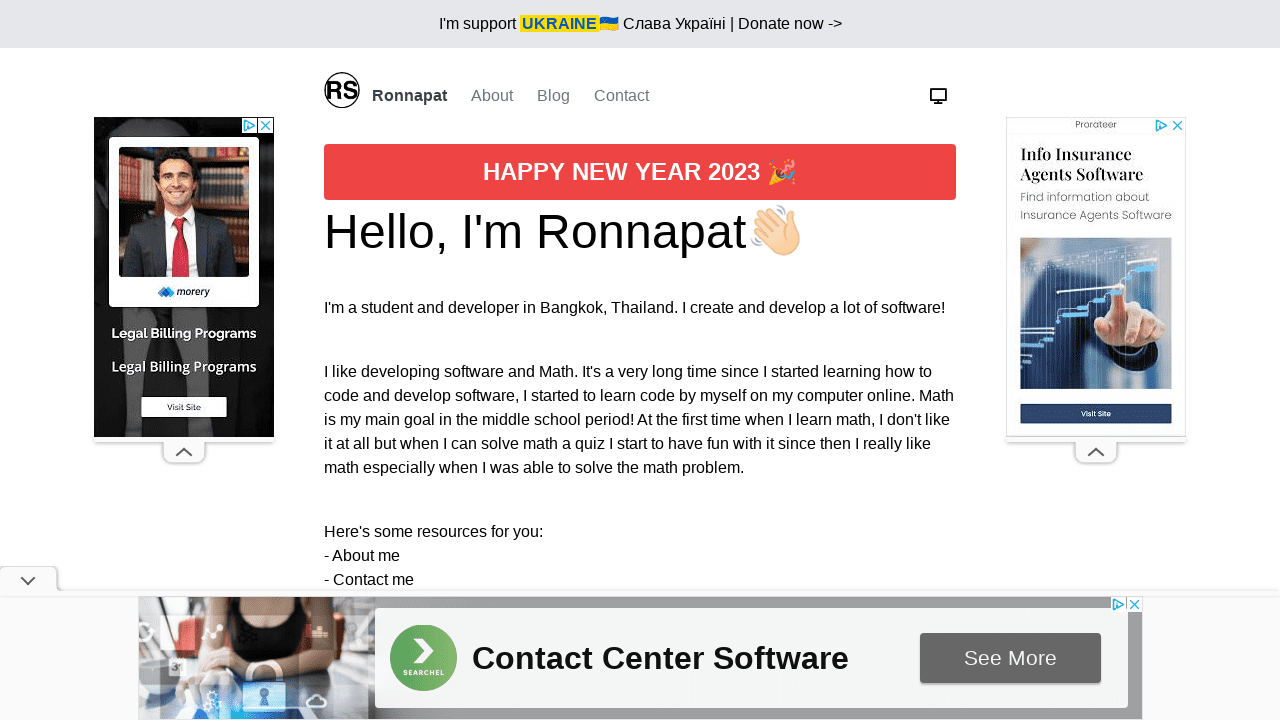 I'm support UKRAINE🇺🇦 Слава Україні | Donate now ->
RS
Ronnapat About Blog Contact
HAPPY NEW YEAR 2023 🎉
Hello, I'm Ronnapat👋🏻
I'm a student and developer in Bangkok, Thailand. I create and develop a lot of software!
I like developing software and Math. It's a very long time since I started learning how to
code and develop software, I started to learn code by myself on my computer online. Math
is my main goal in the middle school period! At the first time when I learn math, I don't like
it at all but when I can solve math a quiz I start to have fun with it since then I really like
math especially when I was able to solve the math problem.
Here's some resources for you:
- About me
- Contact me
morery
Legal Billing Programs
Legal Billing Programs
Visit Site
Prorateer
Info Insurance
Agents Software
Find information about
Insurance Agents Software
Visit Site
SEARCHEL
Contact Center Software
See More